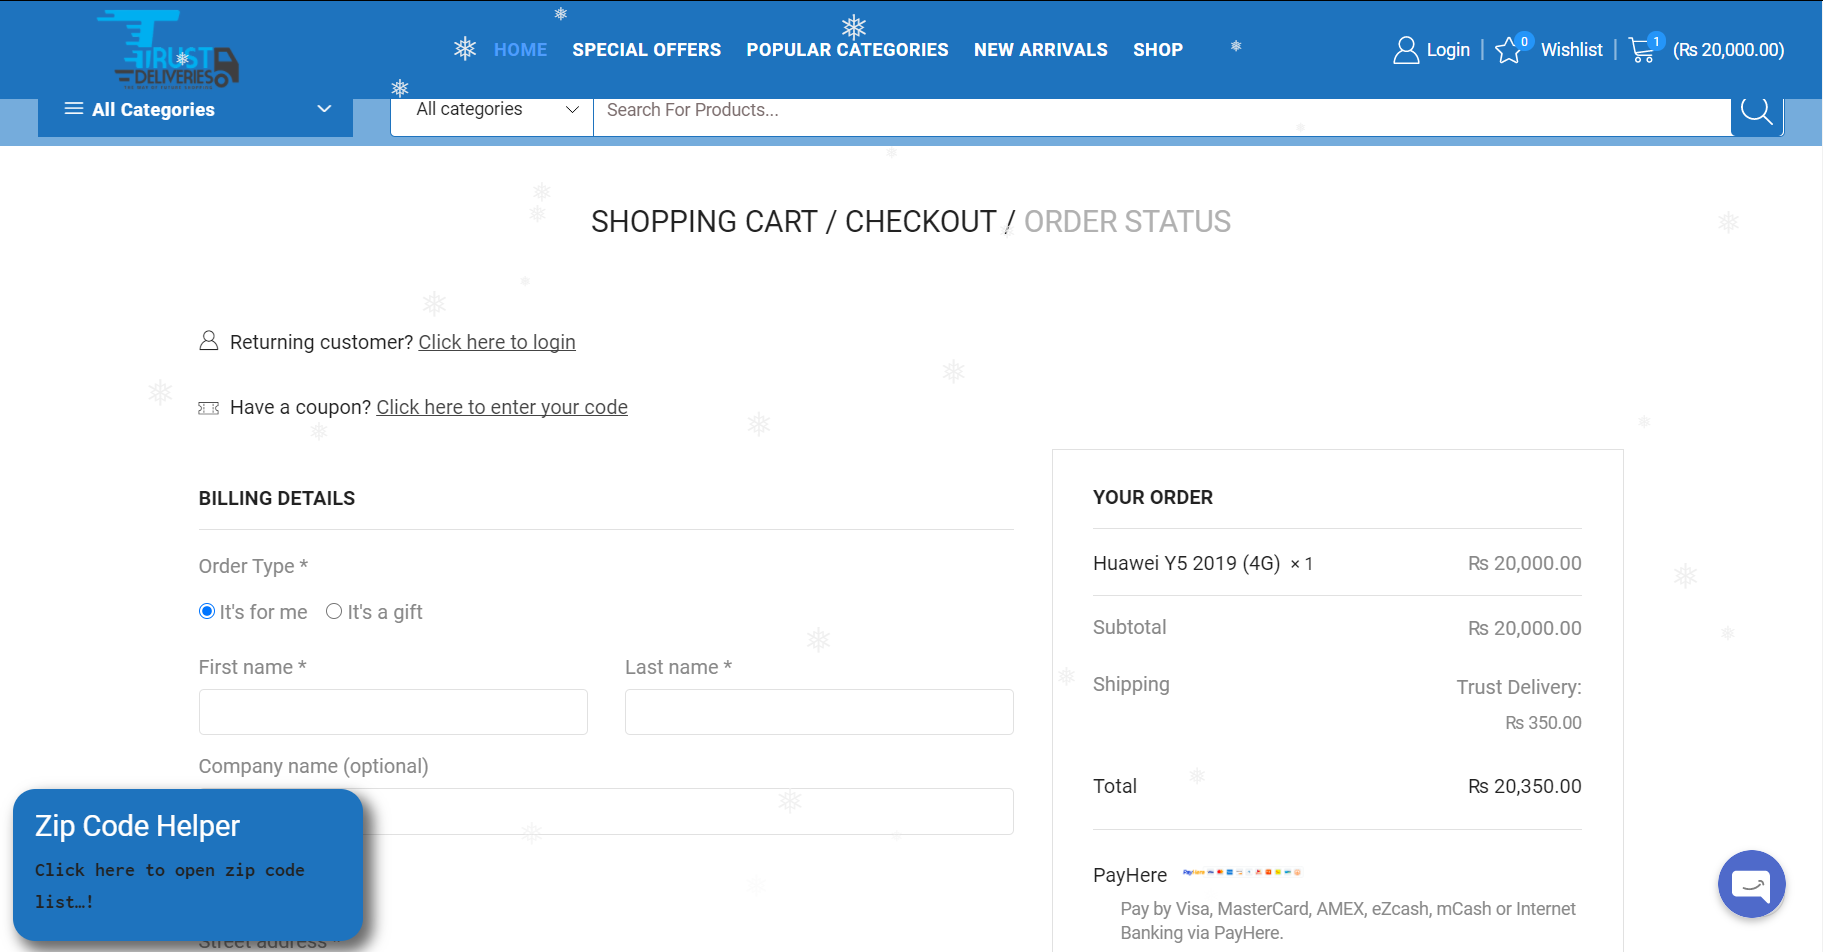 TRUST
DELIVERIES
HOME SPECIAL OFFERS POPULAR CATEGORIES NEW ARRIVALS SHOP
Login 0 Wishlist 1 (₨ 20,000.00)
All Categories
All categories
Search For Products...
SHOPPING CART / CHECKOUT / ORDER STATUS
Returning customer? Click here to login
Have a coupon? Click here to enter your code
BILLING DETAILS
Order Type *
It's for me It's a gift
First name * Last name *
Company name (optional)
Street address *
Zip Code Helper
Click here to open zip code
list…!
YOUR ORDER
Huawei Y5 2019 (4G) × 1 ₨ 20,000.00
Subtotal ₨ 20,000.00
Shipping Trust Delivery:
₨ 350.00
Total ₨ 20,350.00
PayHere
Pay by Visa, MasterCard, AMEX, eZcash, mCash or Internet
Banking via PayHere.